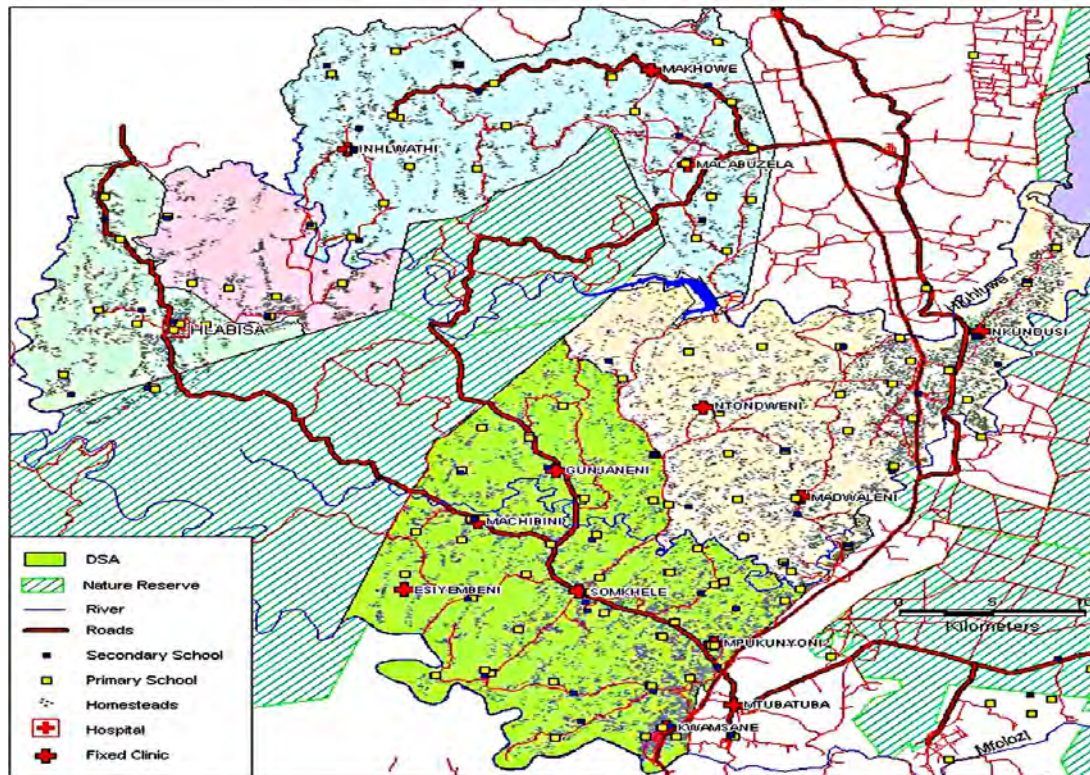 MAKHOWE
INHLWATHI
MALABUZELA
HLABISA
Hluhluwe
NKUNDUSI
NTONDWENI
GUNJANENI
MADWALENI
MACHIBINI
ESIYEMBENI
SOMKHELE
MPUKUNYONI
MTUBATUBA
KWAMSANE
Mfolozi
0 5
Kilometers
DSA
Nature Reserve
River
Roads
Secondary School
Primary School
Homesteads
Hospital
Fixed Clinic